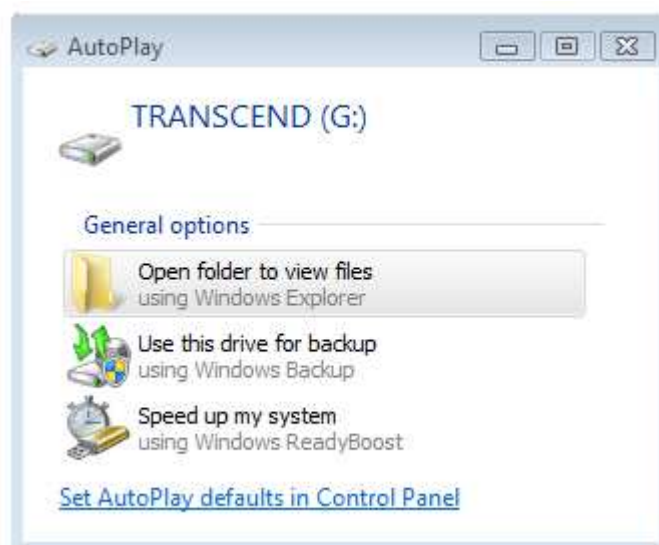 AutoPlay
TRANSCEND (G:)
General options
Open folder to view files
using Windows Explorer
Use this drive for backup
using Windows Backup
Speed up my system
using Windows ReadyBoost
Set AutoPlay defaults in Control Panel